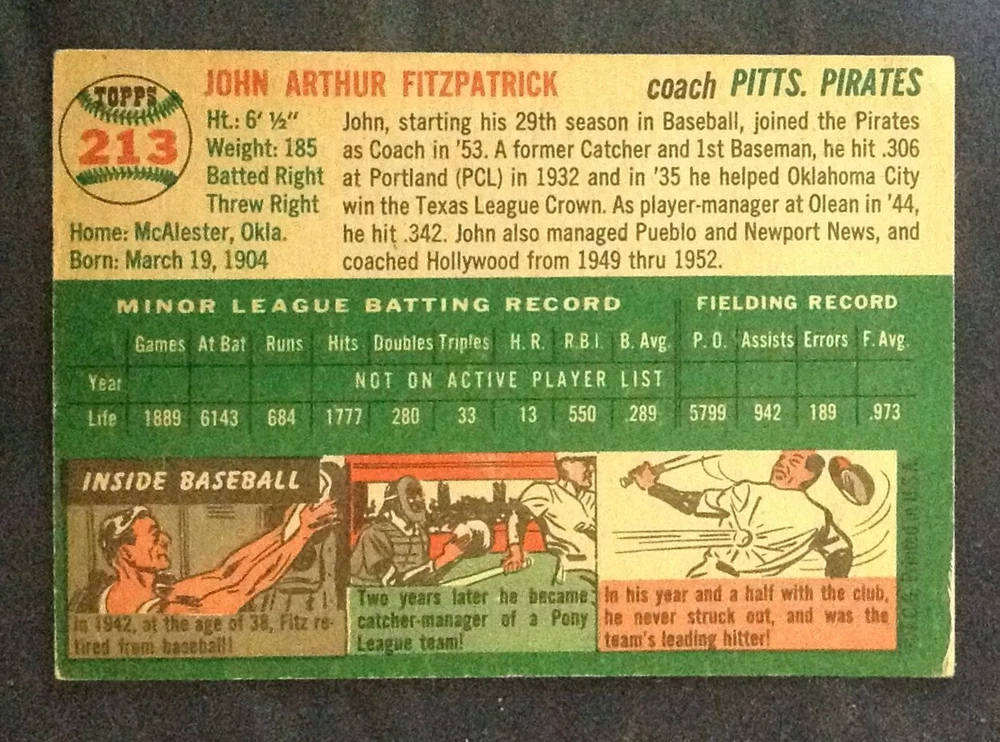 TOPPS
213
JOHN ARTHUR FITZPATRICK
coach PITTS. PIRATES
Ht.: 6' ½"
Weight: 185
Batted Right
Threw Right
Home: McAlester, Okla.
Born: March 19, 1904
John, starting his 29th season in Baseball, joined the Pirates
as Coach in '53. A former Catcher and 1st Baseman, he hit .306
at Portland (PCL) in 1932 and in '35 he helped Oklahoma City
win the Texas League Crown. As player-manager at Olean in '44,
he hit .342. John also managed Pueblo and Newport News, and
coached Hollywood from 1949 thru 1952.
MINOR LEAGUE BATTING RECORD FIELDING RECORD
Games At Bat Runs Hits Doubles Triples H. R. R.B.I. B. Avg. P. O. Assists Errors F. Avg.
Year NOT ON ACTIVE PLAYER LIST
Life 1889 6143 684 1777 280 33 13 550 .289 5799 942 189 .973
INSIDE BASEBALL
In 1942, at the age of 38, Fitz re-
tired from baseball!
Two years later he became
catcher-manager of a Pony
League team!
In his year and a half with the club,
he never struck out, and was the
team's leading hitter!